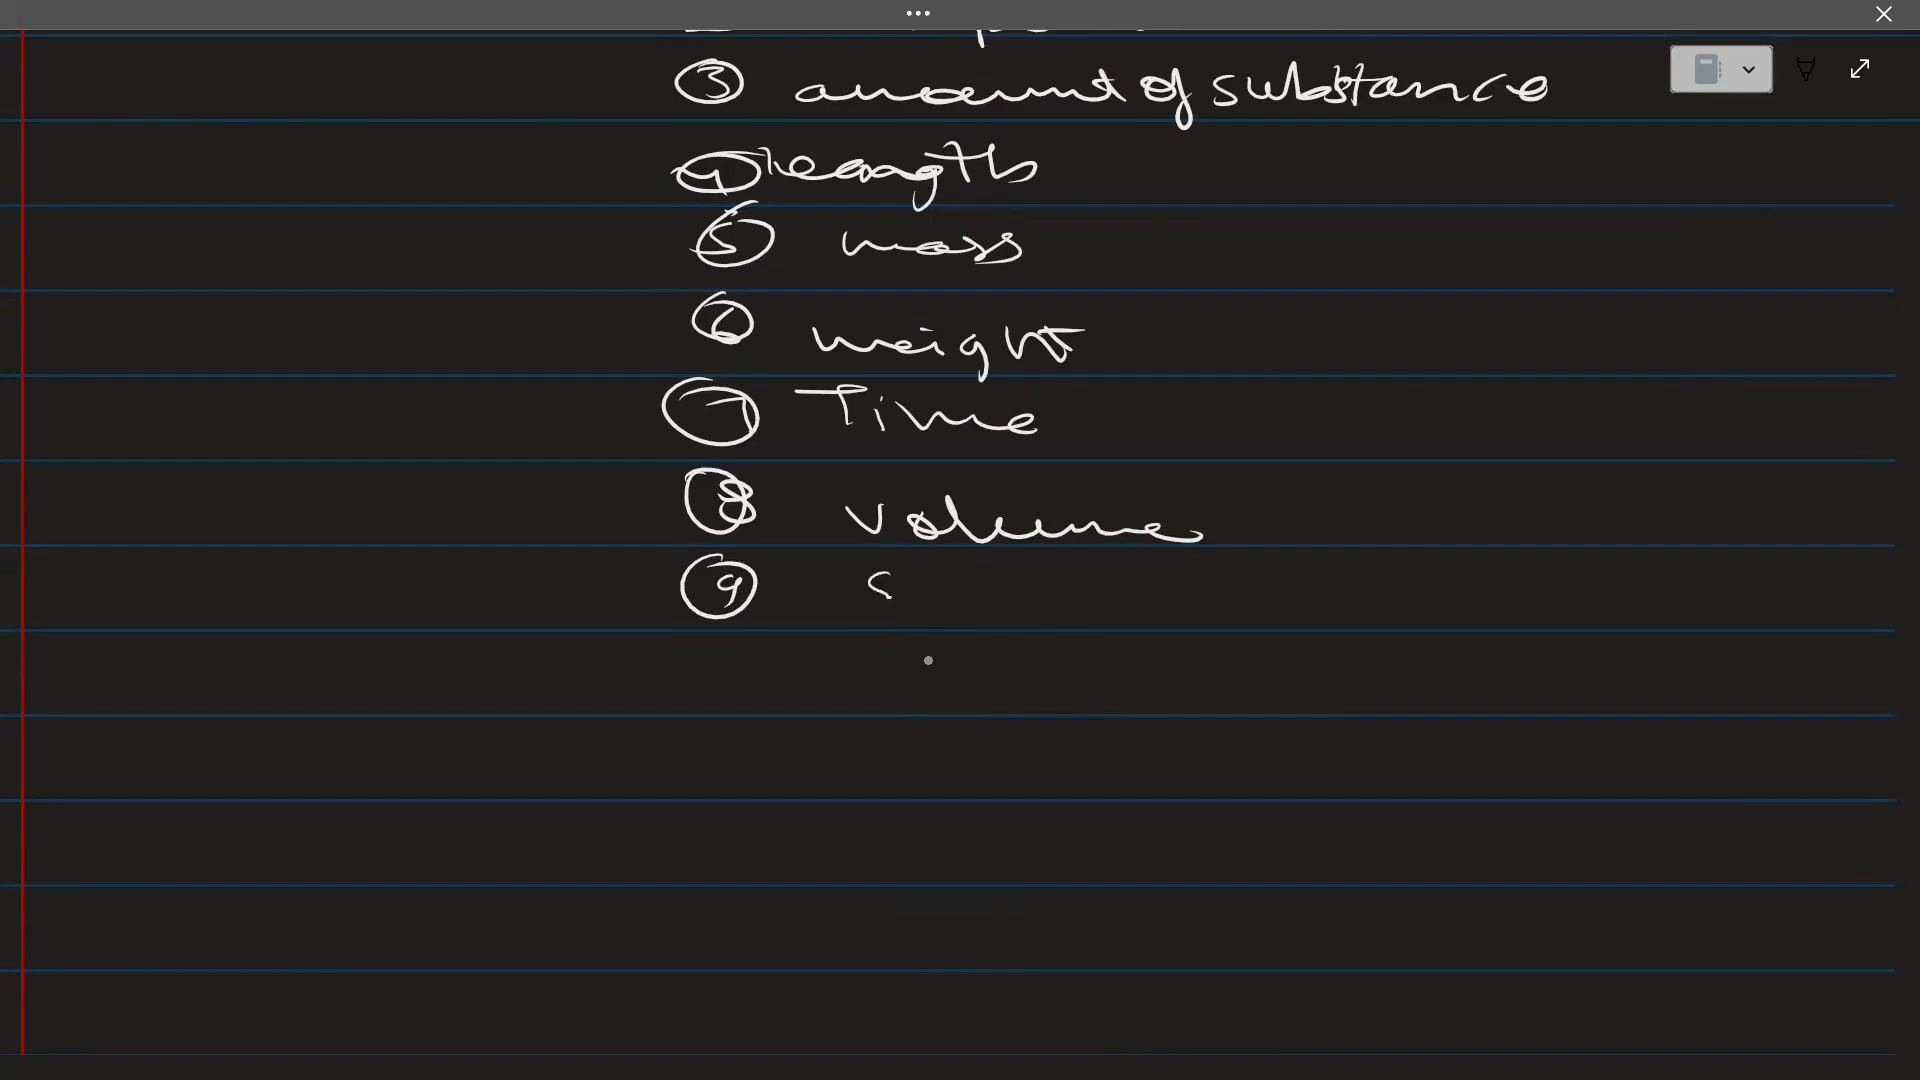 ③ amount of substance
④ length
⑤ mass
⑥ weight
⑦ Time
⑧ volume
⑨ S